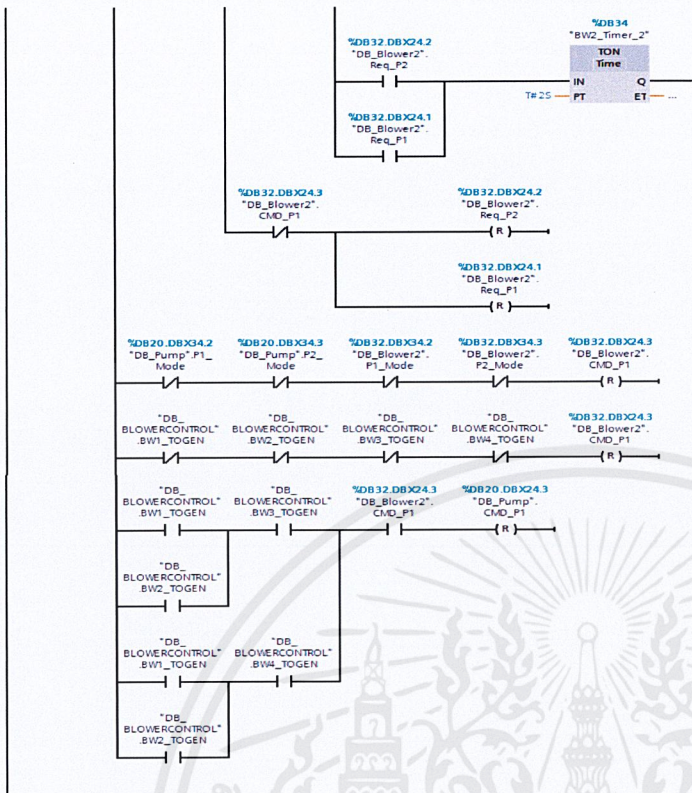 %DB34
"BW2_Timer_2"
TON
Time
IN Q
T#2S PT ET ...
%DB32.DBX24.2
"DB_Blower2".
Req_P2
%DB32.DBX24.1
"DB_Blower2".
Req_P1
%DB32.DBX24.3
"DB_Blower2".
CMD_P1
%DB32.DBX24.2
"DB_Blower2".
Req_P2
R
%DB32.DBX24.1
"DB_Blower2".
Req_P1
R
%DB20.DBX34.2 %DB20.DBX34.3 %DB32.DBX34.2 %DB32.DBX34.3 %DB32.DBX24.3
"DB_Pump".P1_ "DB_Pump".P2_ "DB_Blower2". "DB_Blower2". "DB_Blower2".
Mode Mode P1_Mode P2_Mode CMD_P1
R
"DB_ "DB_ "DB_ "DB_ %DB32.DBX24.3
BLOWERCONTROL" BLOWERCONTROL" BLOWERCONTROL" BLOWERCONTROL" "DB_Blower2".
.BW1_TOGEN .BW2_TOGEN .BW3_TOGEN .BW4_TOGEN CMD_P1
R
"DB_ "DB_ %DB32.DBX24.3 %DB20.DBX24.3
BLOWERCONTROL" BLOWERCONTROL" "DB_Blower2". "DB_Pump".
.BW1_TOGEN .BW3_TOGEN CMD_P1 CMD_P1
R
"DB_
BLOWERCONTROL"
.BW2_TOGEN
"DB_ "DB_
BLOWERCONTROL" BLOWERCONTROL"
.BW1_TOGEN .BW4_TOGEN
"DB_
BLOWERCONTROL"
.BW2_TOGEN